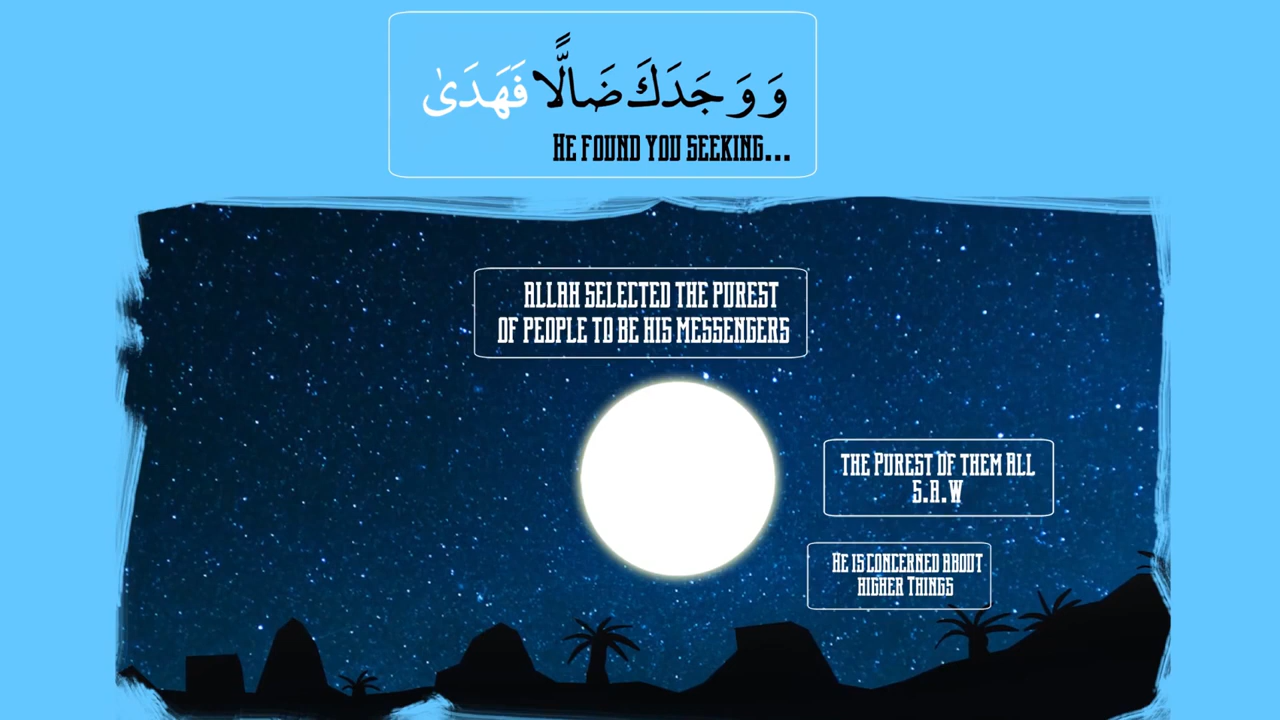 وَوَجَدَكَ ضَالًّا فَهَدَىٰ
He found you seeking...
Allah selected the purest
of people to be his messengers
the Purest of them All
S.A.W
He is concerned about
higher Things